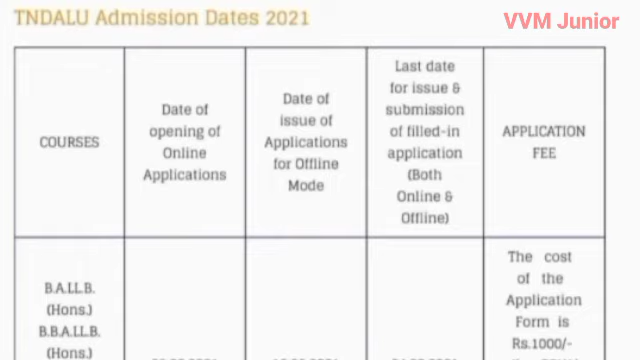 TNDALU Admission Dates 2021
VVM Junior
COURSES
Date of
opening of
Online
Applications
Date of
issue of
Applications
for Offline
Mode
Last date
for issue &
submission
of filled-in
application
(Both
Online &
Offline)
APPLICATION
FEE
B.A.LL.B.
(Hons.)
B.B.A.LL.B.
(Hons.)
The cost
of the
Application
Form is
Rs.1000/-